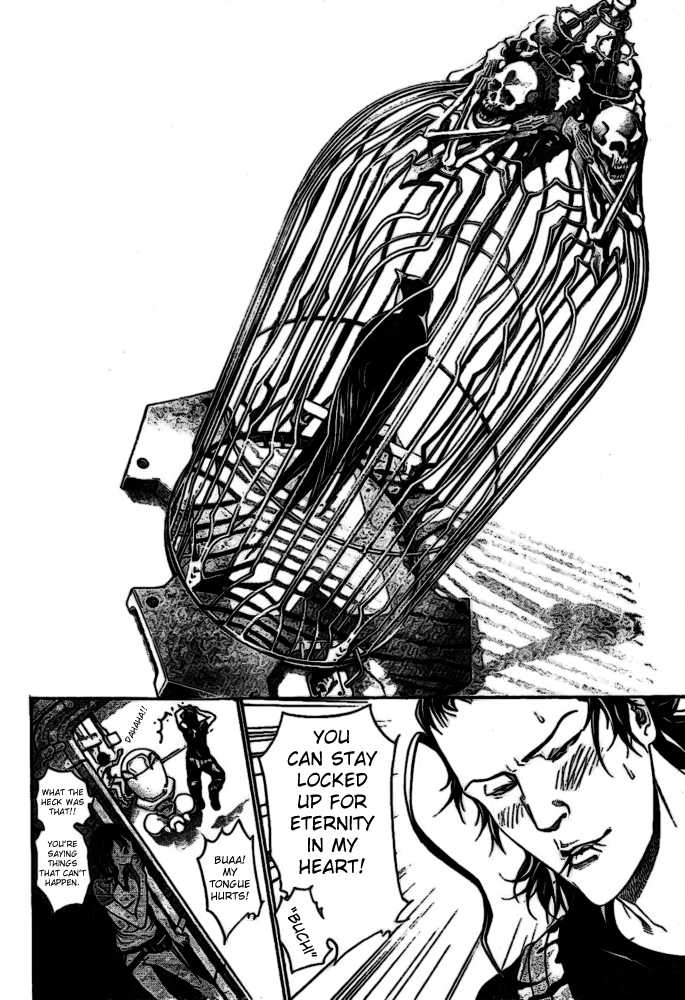 YOU
CAN STAY
LOCKED
UP FOR
ETERNITY
IN MY
HEART!
"BUCHI"
DAHAHA!!
BUAA!
MY
TONGUE
HURTS!
WHAT THE
HECK WAS
THAT!!
YOU'RE
SAYING
THINGS
THAT CAN'T
HAPPEN.